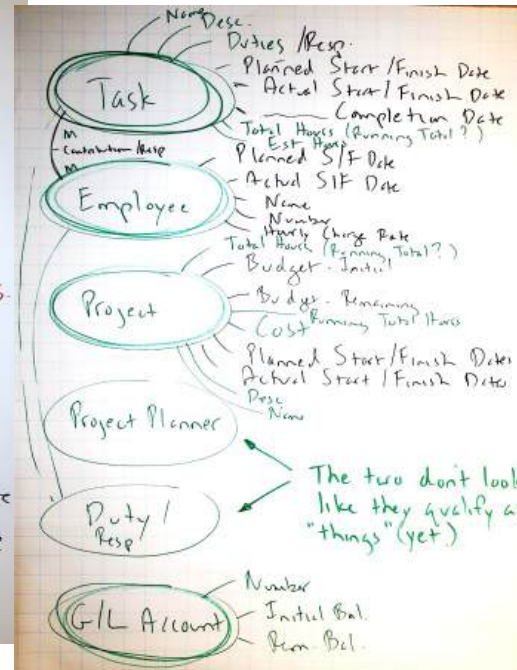 Name
Desc.
Duties / Resp.
Planned Start / Finish Date
Task
Actual Start / Finish Date
Completion Date
Total Hours (Running Total?)
Est Hours
M
Contribution / Resp
M
Planned S/F Date
Actual S/F Date
Employee
Name
Number
Hourly Charge Rate
Total Hours (Running Total?)
Budget - Initial
Project
Budget - Remaining
Running Total Hours
Cost
Planned Start / Finish Dates
Actual Start / Finish Dates
Desc
Name
Project Planner
The two don't look
like they qualify a
"things" (yet)
Duty /
Resp
Number
G/L Account
Initial Bal.
Rem. Bal.